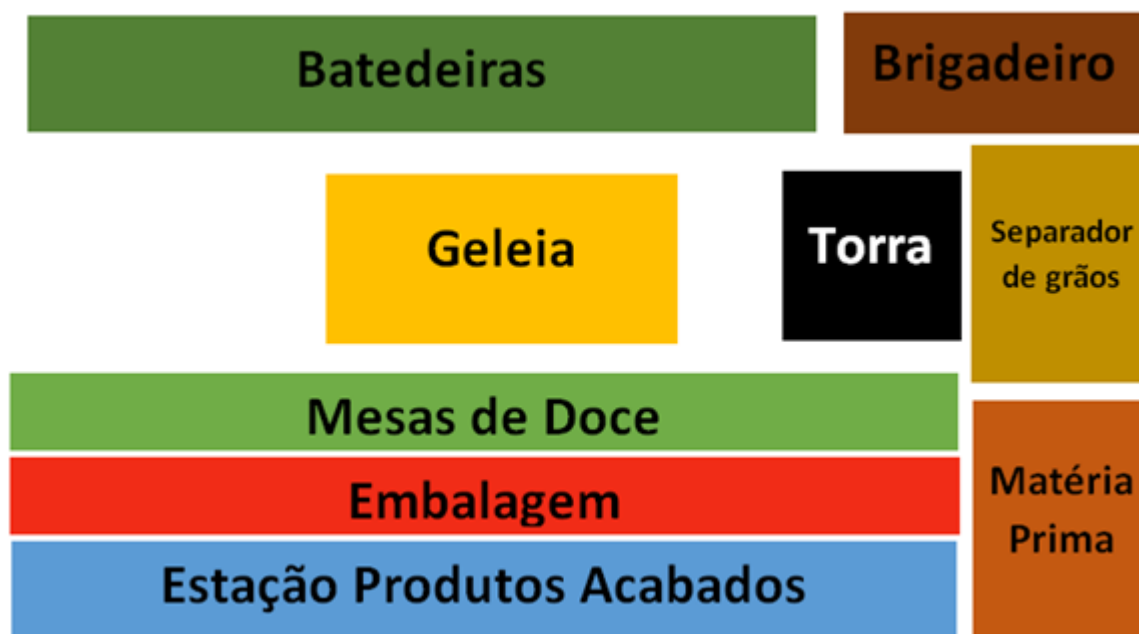 Batedeiras
Brigadeiro
Geleia
Torra
Separador
de grãos
Mesas de Doce
Embalagem
Matéria
Prima
Estação Produtos Acabados